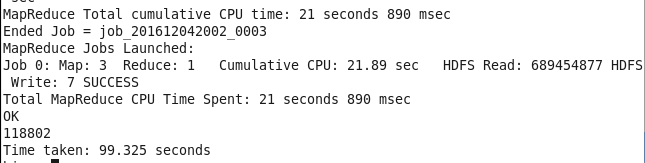 MapReduce Total cumulative CPU time: 21 seconds 890 msec
Ended Job = job_201612042002_0003
MapReduce Jobs Launched:
Job 0: Map: 3  Reduce: 1   Cumulative CPU: 21.89 sec   HDFS Read: 689454877 HDFS
 Write: 7 SUCCESS
Total MapReduce CPU Time Spent: 21 seconds 890 msec
OK
118802
Time taken: 99.325 seconds